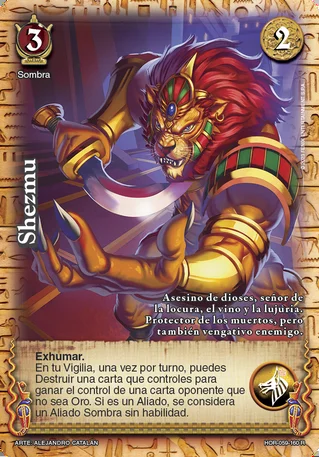 3
2
Sombra
Shezmu
Asesino de dioses, señor de
la locura, el vino y la lujuria.
Protector de los muertos, pero
también vengativo enemigo.
Exhumar.
En tu Vigilia, una vez por turno, puedes
Destruir una carta que controles para
ganar el control de una carta oponente que
no sea Oro. Si es un Aliado, se considera
un Aliado Sombra sin habilidad.
ARTE: ALEJANDRO CATALÁN
HOR-059-160 R